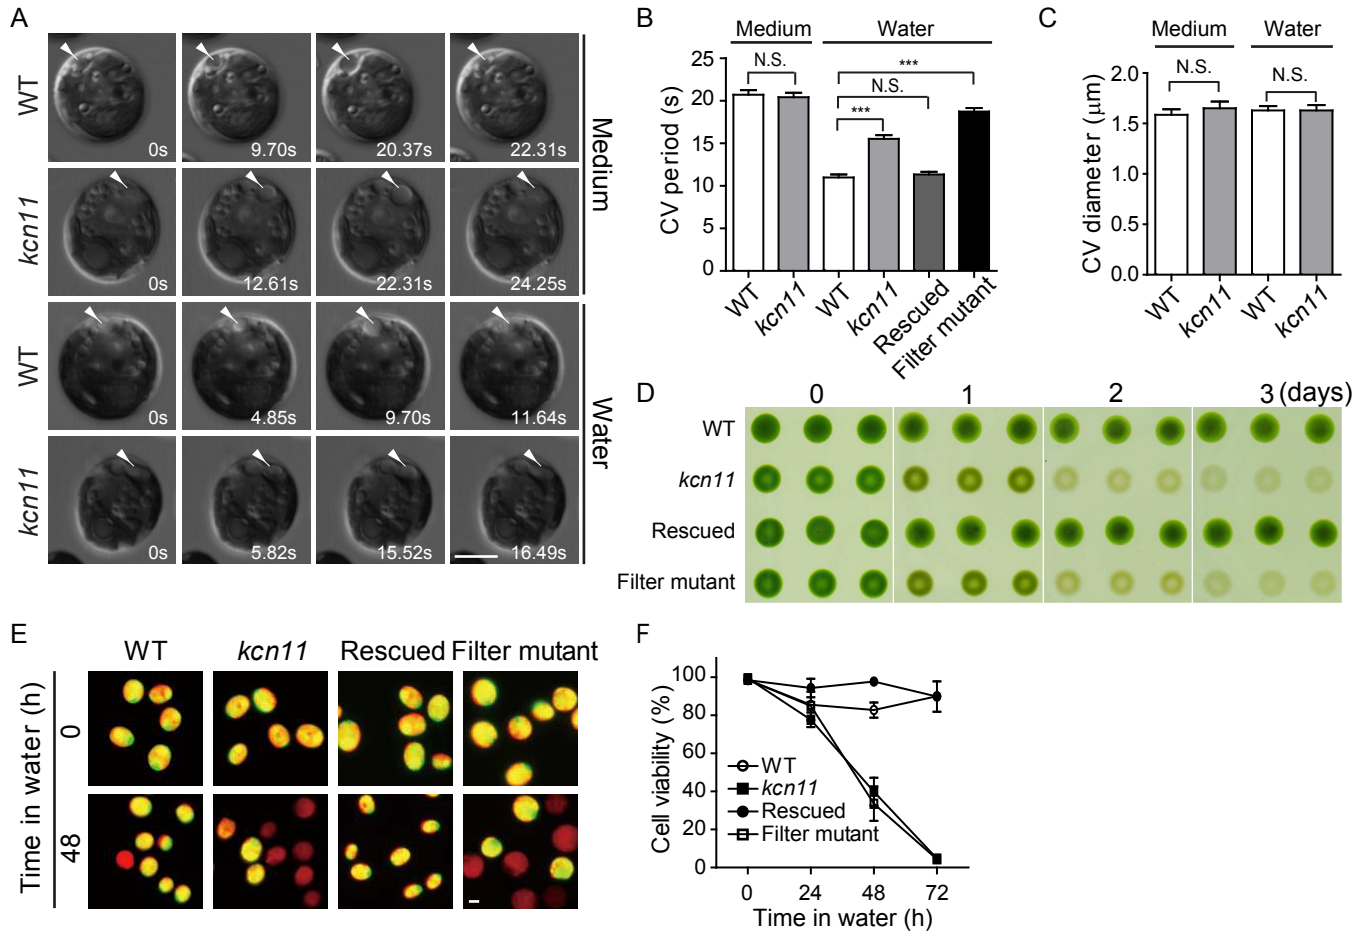 A
WT
0s
9.70s
20.37s
22.31s
kcn11
0s
12.61s
22.31s
24.25s
Medium
WT
0s
4.85s
9.70s
11.64s
kcn11
0s
5.82s
15.52s
16.49s
Water
B
Medium
Water
N.S.
***
N.S.
***
CV period (s)
25
20
15
10
5
0
WT
kcn11
WT
kcn11
Rescued
Filter mutant
C
Medium
Water
N.S.
N.S.
CV diameter (μm)
2.0
1.5
1.0
0.5
0.0
WT
kcn11
WT
kcn11
D
0
1
2
3 (days)
WT
kcn11
Rescued
Filter mutant
E
WT
kcn11
Rescued
Filter mutant
Time in water (h)
0
48
F
Cell viability (%)
100
80
60
40
20
0
WT
kcn11
Rescued
Filter mutant
0
24
48
72
Time in water (h)